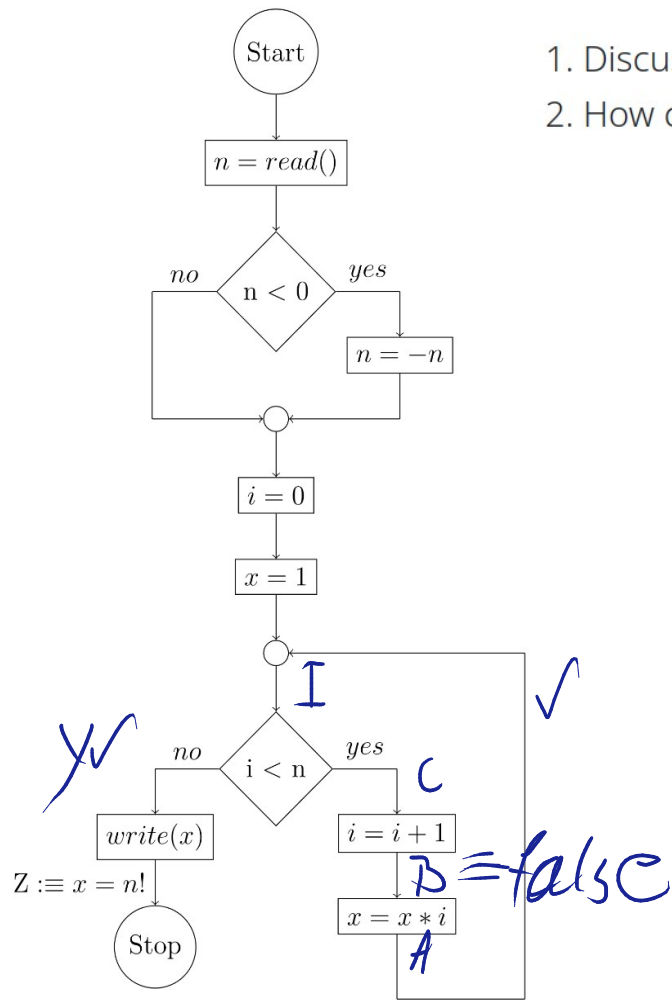 Start
1. Discu
2. How
n = read()
no
yes
n < 0
n = −n
i = 0
x = 1
I
✓
no
yes
i < n
C
write(x)
i = i + 1
B ≡ false
Z :≡ x = n!
x = x ∗ i
A
Stop